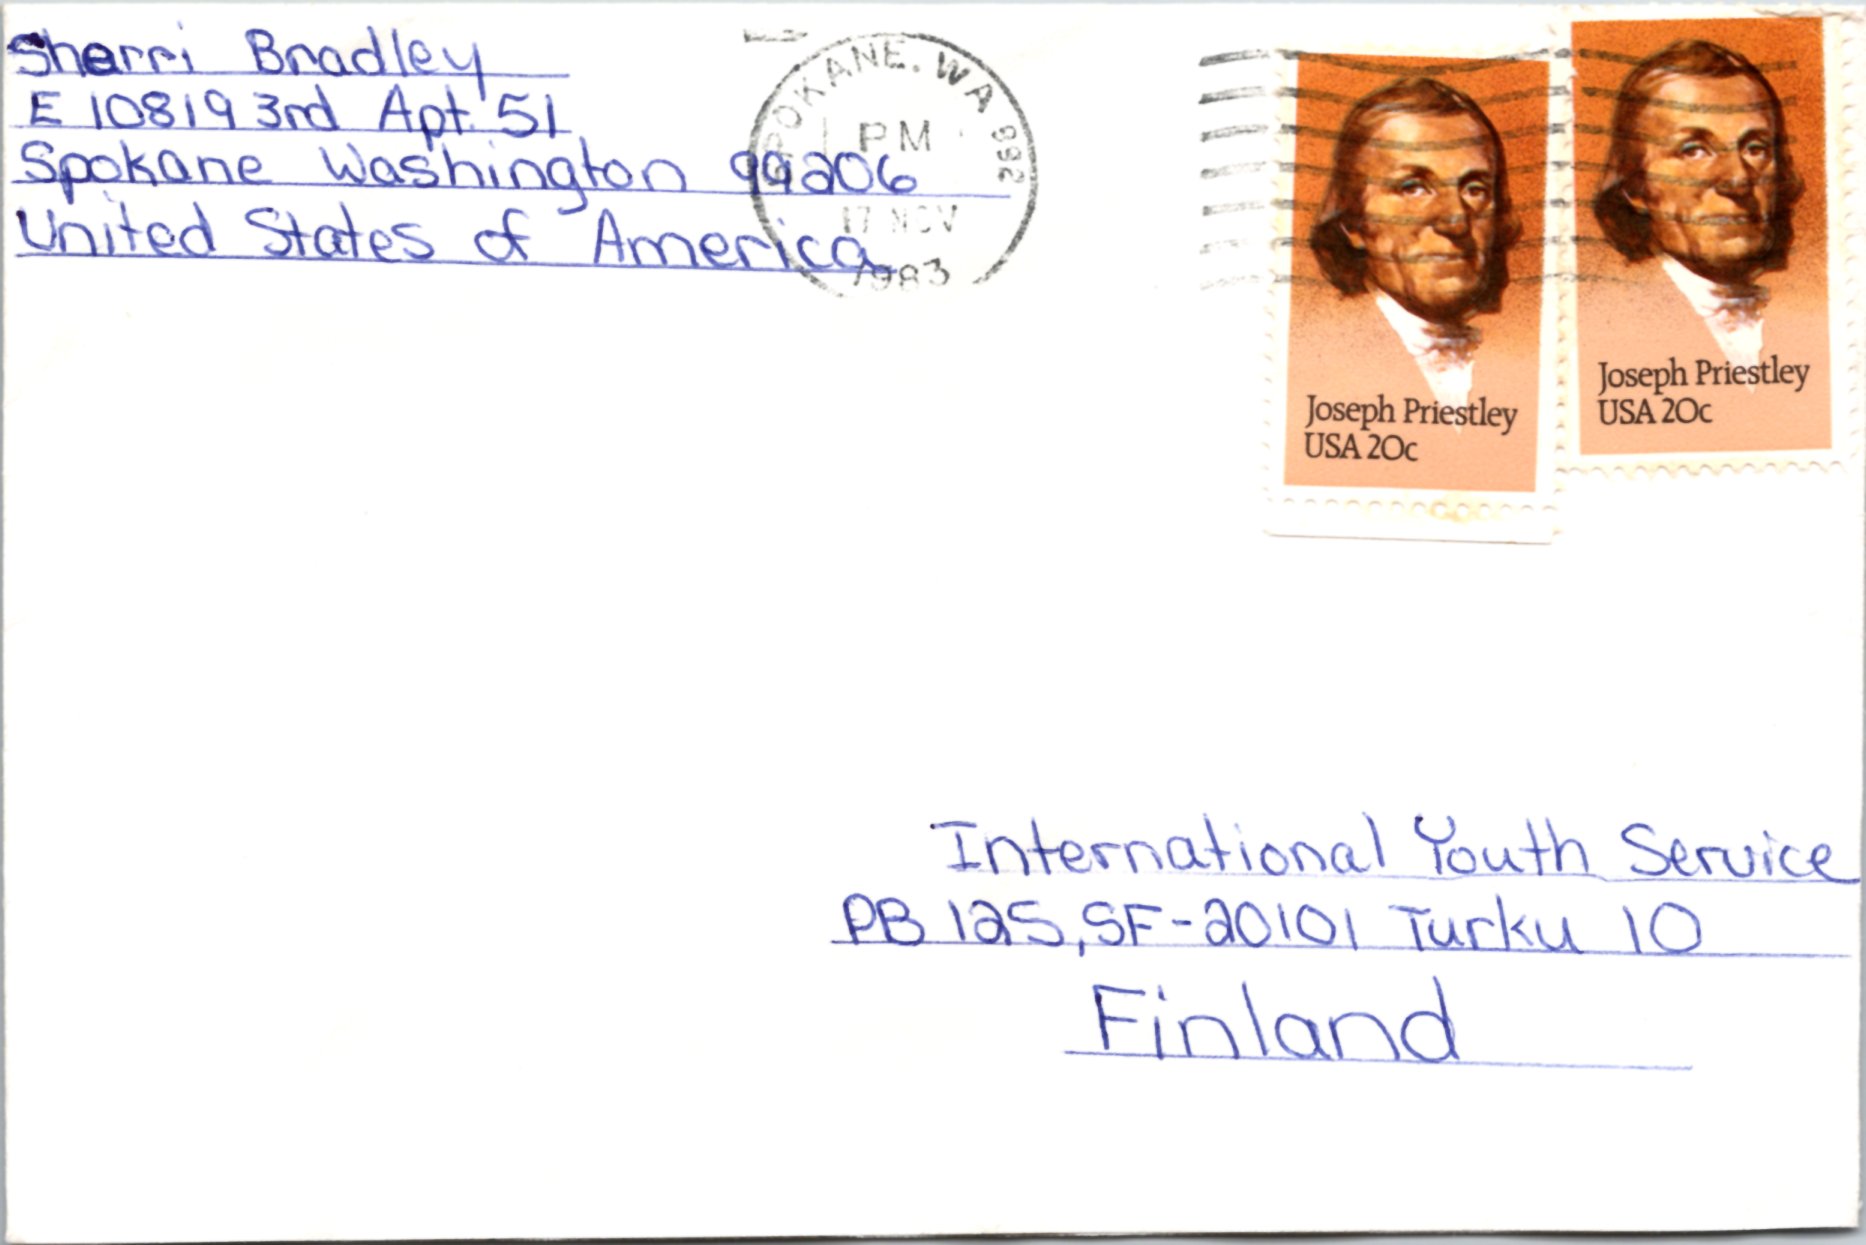 Sherri Bradley
E 10819 3rd Apt. 51
Spokane Washington 99206
United States of America
SPOKANE, WA 992
PM
17 NOV
1983
Joseph Priestley
USA 20c
Joseph Priestley
USA 20c
International Youth Service
PB 125, SF-20101 Turku 10
Finland